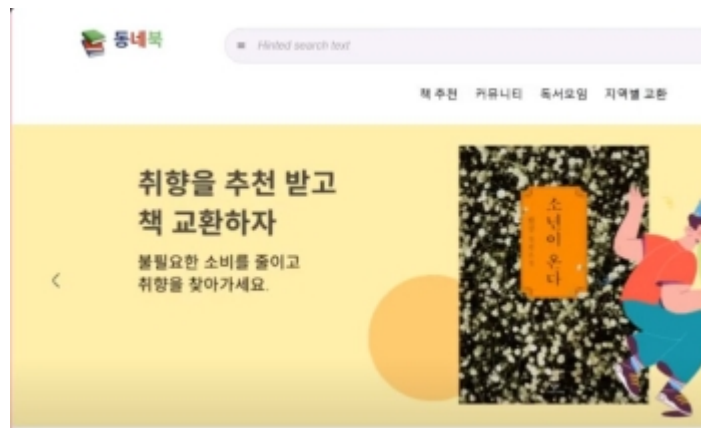 동네북
Hinted search text
책 추천 커뮤니티 독서모임 지역별 교환
취향을 추천 받고
책 교환하자
불필요한 소비를 줄이고
취향을 찾아가세요.
소년이 온다